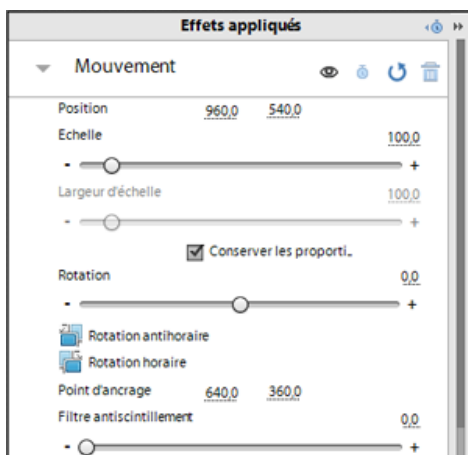 Effets appliqués
Mouvement
Position 960,0 540,0
Echelle 100,0
- +
Largeur d'échelle 100,0
- +
Conserver les proporti...
Rotation 0,0
- +
Rotation antihoraire
Rotation horaire
Point d'ancrage 640,0 360,0
Filtre antiscintillement 0,0
- +